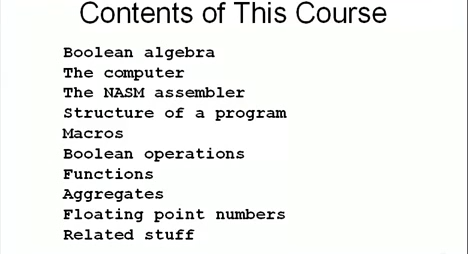 Contents of This Course
Boolean algebra
The computer
The NASM assembler
Structure of a program
Macros
Boolean operations
Functions
Aggregates
Floating point numbers
Related stuff